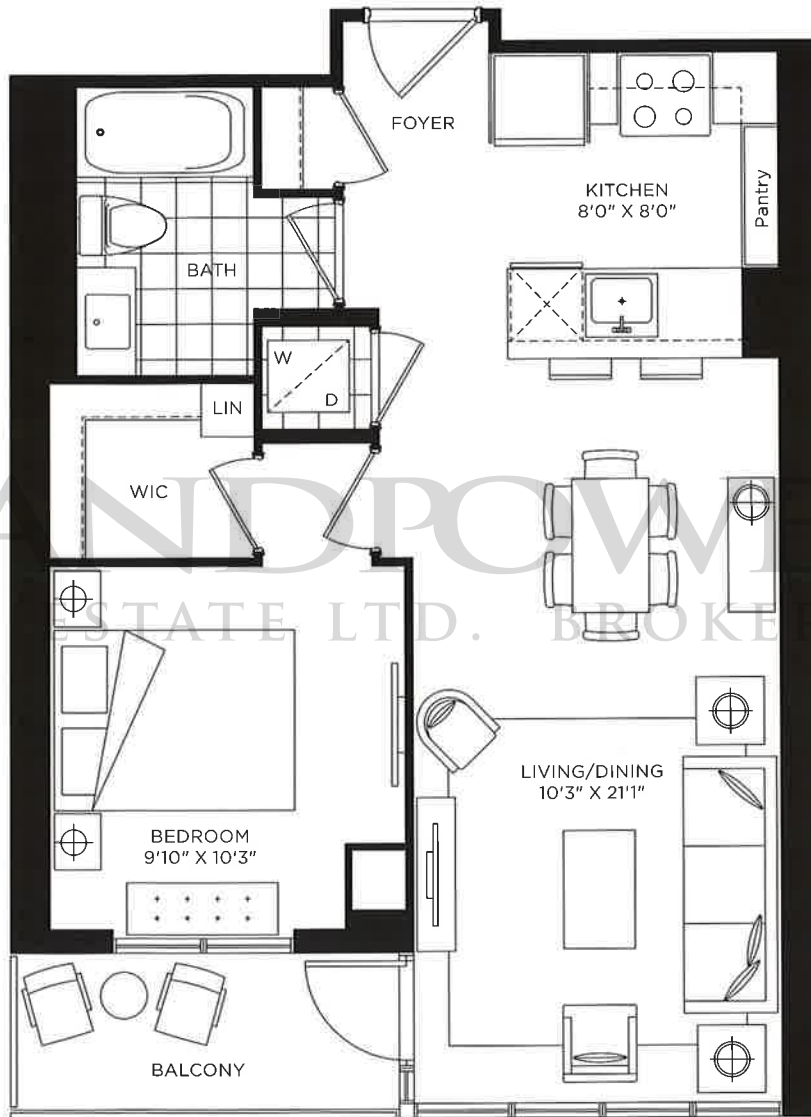 FOYER
KITCHEN
8'0" X 8'0"
Pantry
BATH
W
D
LIN
WIC
ANDPOWE
ESTATE LTD. BROKE
LIVING/DINING
10'3" X 21'1"
BEDROOM
9'10" X 10'3"
BALCONY